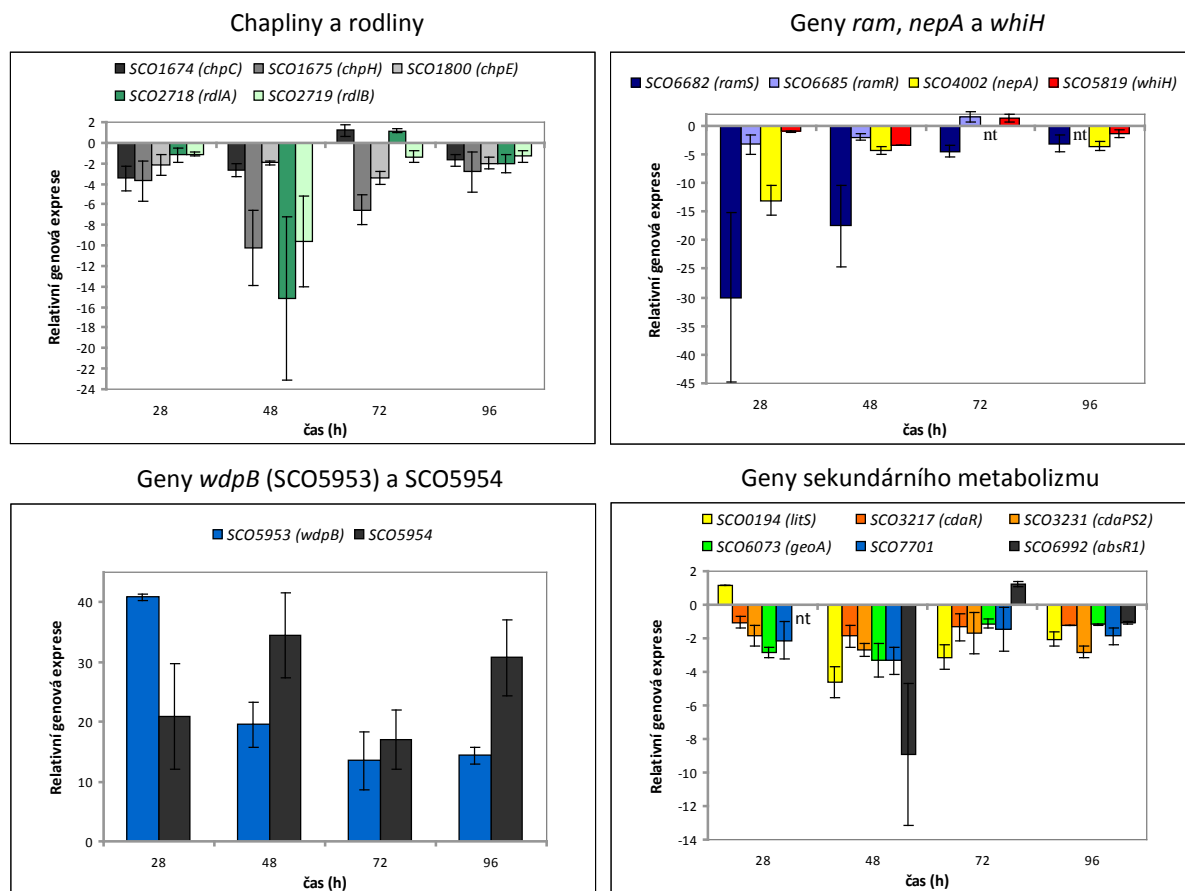 Chapliny a rodliny
SCO1674 (chpC) SCO1675 (chpH) SCO1800 (chpE)
SCO2718 (rdlA) SCO2719 (rdlB)
Relativní genová exprese
2
0
-2
-4
-6
-8
-10
-12
-14
-16
-18
-20
-22
-24
28 48 72 96
čas (h)
Geny ram, nepA a whiH
SCO6682 (ramS) SCO6685 (ramR) SCO4002 (nepA) SCO5819 (whiH)
Relativní genová exprese
0
-5
-10
-15
-20
-25
-30
-35
-40
-45
nt nt
28 48 72 96
čas (h)
Geny wdpB (SCO5953) a SCO5954
SCO5953 (wdpB) SCO5954
Relativní genová exprese
40
30
20
10
0
28 48 72 96
čas (h)
Geny sekundárního metabolizmu
SCO0194 (litS) SCO3217 (cdaR) SCO3231 (cdaPS2)
SCO6073 (geoA) SCO7701 SCO6992 (absR1)
Relativní genová exprese
2
0
-2
-4
-6
-8
-10
-12
-14
nt
28 48 72 96
čas (h)